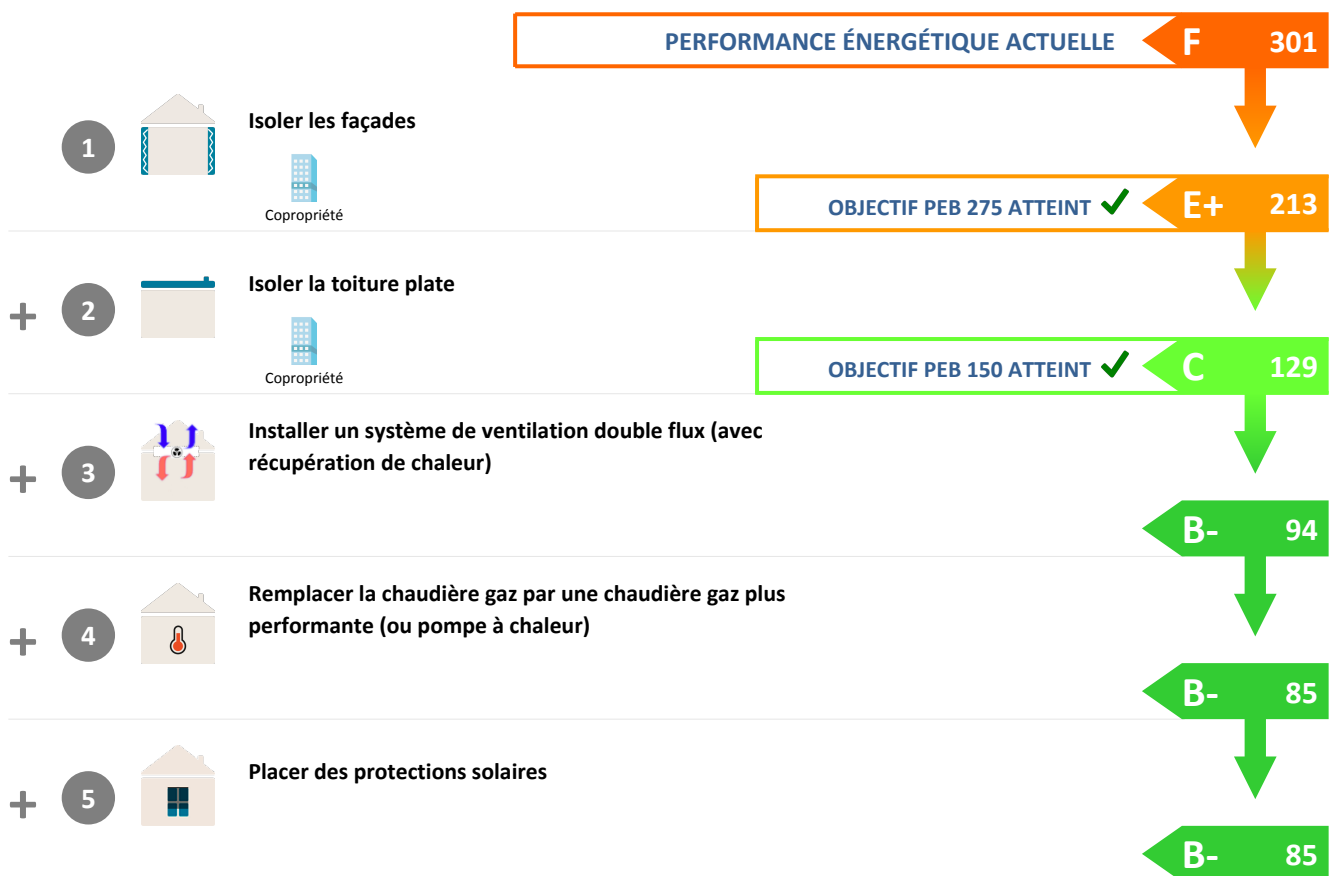 PERFORMANCE ÉNERGÉTIQUE ACTUELLE F 301
1 Isoler les façades
Copropriété
OBJECTIF PEB 275 ATTEINT ✓ E+ 213
+ 2 Isoler la toiture plate
Copropriété
OBJECTIF PEB 150 ATTEINT ✓ C 129
+ 3 Installer un système de ventilation double flux (avec
récupération de chaleur)
B- 94
+ 4 Remplacer la chaudière gaz par une chaudière gaz plus
performante (ou pompe à chaleur)
B- 85
+ 5 Placer des protections solaires
B- 85